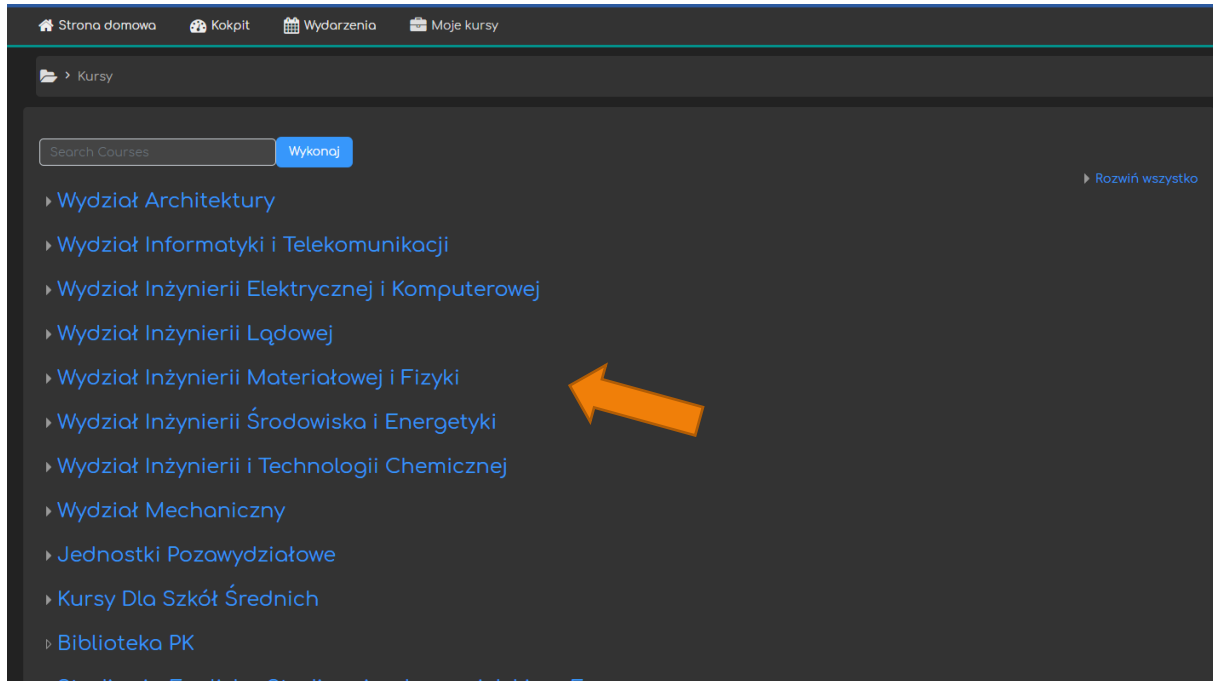 Strona domowa Kokpit Wydarzenia Moje kursy
> Kursy
Search Courses Wykonaj
Rozwiń wszystko
Wydział Architektury
Wydział Informatyki i Telekomunikacji
Wydział Inżynierii Elektrycznej i Komputerowej
Wydział Inżynierii Lądowej
Wydział Inżynierii Materiałowej i Fizyki
Wydział Inżynierii Środowiska i Energetyki
Wydział Inżynierii i Technologii Chemicznej
Wydział Mechaniczny
Jednostki Pozawydziałowe
Kursy Dla Szkół Średnich
Biblioteka PK